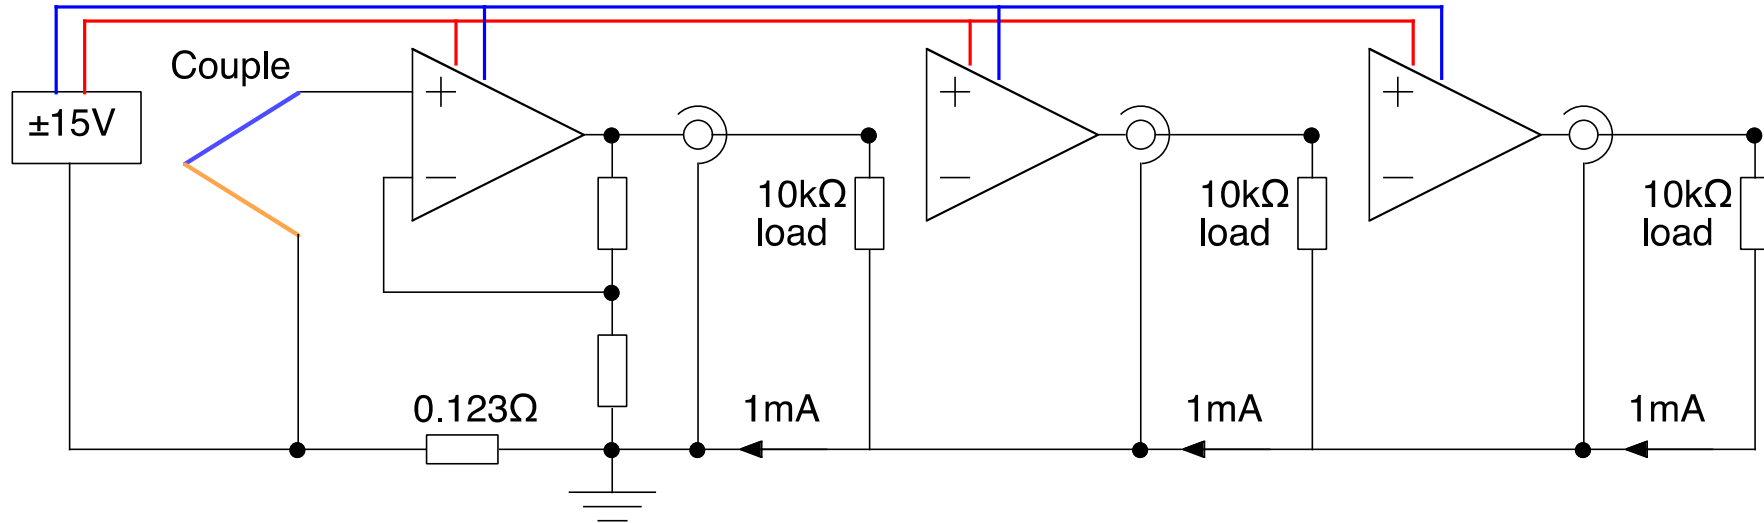 Couple
±15V
10kΩ
load
10kΩ
load
10kΩ
load
0.123Ω
1mA
1mA
1mA